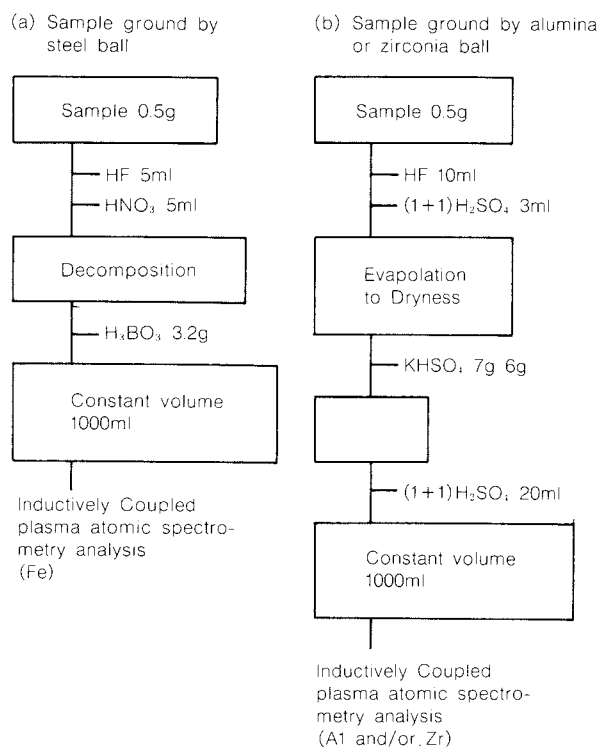 (a) Sample ground by
steel ball
Sample 0.5g
HF 5ml
HNO₃ 5ml
Decomposition
H₃BO₃ 3.2g
Constant volume
1000ml
Inductively Coupled
plasma atomic spectro-
metry analysis
(Fe)
(b) Sample ground by alumina
or zirconia ball
Sample 0.5g
HF 10ml
(1+1)H₂SO₄ 3ml
Evapolation
to Dryness
KHSO₄ 7g 6g
(1+1)H₂SO₄ 20ml
Constant volume
1000ml
Inductively Coupled
plasma atomic spectro-
metry analysis
(A1 and/or Zr)